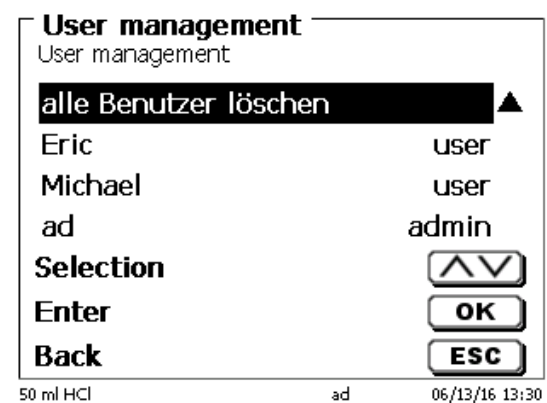 User management
User management
alle Benutzer löschen
Eric user
Michael user
ad admin
Selection
Enter OK
Back ESC
50 ml HCl ad 06/13/16 13:30